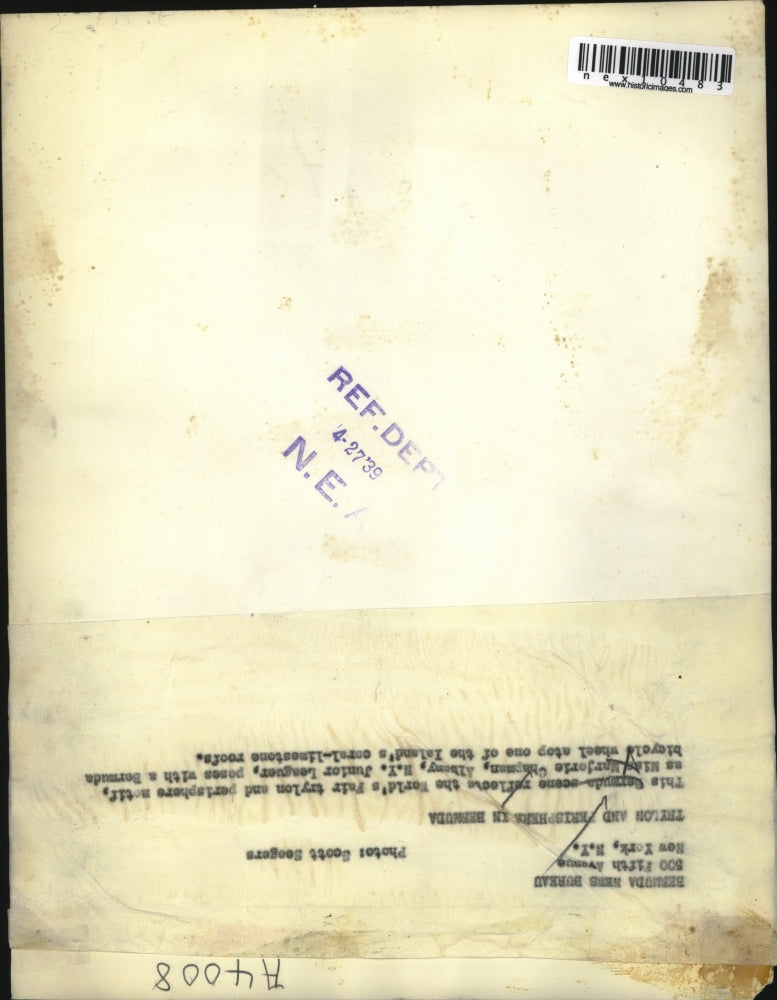 nex10483
www.historicimages.com
REF.DEPT
4-27'39
N.E.A
BERMUDA NEWS BUREAU
500 Fifth Avenue
New York, N.Y.
Photo: Scott Seegers
TRYLON AND PERISPHERE IN BERMUDA
This Bermuda scene reflects the World's Fair trylon and perisphere motif,
as Miss Marjorie Chapman, Albany, N.Y. Junior Leaguer, poses with a Bermuda
bicycle wheel atop one of the Island's coral-limestone roofs.
A4008